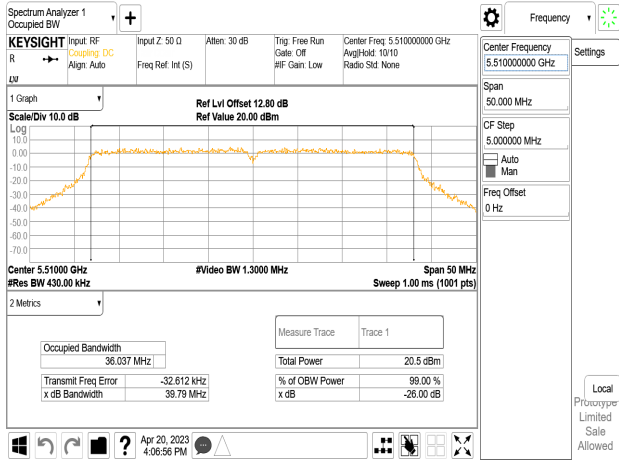 Spectrum Analyzer 1
Occupied BW
Frequency
KEYSIGHT
R
LXI
Input: RF
Coupling: DC
Align: Auto
Input Z: 50 Ω
Freq Ref: Int (S)
Atten: 30 dB
Trig: Free Run
Gate: Off
#IF Gain: Low
Center Freq: 5.510000000 GHz
Avg|Hold: 10/10
Radio Std: None
Center Frequency
5.510000000 GHz
Settings
Span
50.000 MHz
CF Step
5.000000 MHz
Auto
Man
Freq Offset
0 Hz
1 Graph
Scale/Div 10.0 dB
Ref Lvl Offset 12.80 dB
Ref Value 20.00 dBm
Log
10.0
0.00
-10.0
-20.0
-30.0
-40.0
-50.0
-60.0
-70.0
Center 5.51000 GHz
#Video BW 1.3000 MHz
Span 50 MHz
#Res BW 430.00 kHz
Sweep 1.00 ms (1001 pts)
2 Metrics
Measure Trace
Trace 1
Occupied Bandwidth
36.037 MHz
Total Power
20.5 dBm
Transmit Freq Error
-32.612 kHz
% of OBW Power
99.00 %
x dB Bandwidth
39.79 MHz
x dB
-26.00 dB
Local
Prototype
Limited
Sale
Allowed
?
Apr 20, 2023
4:06:56 PM